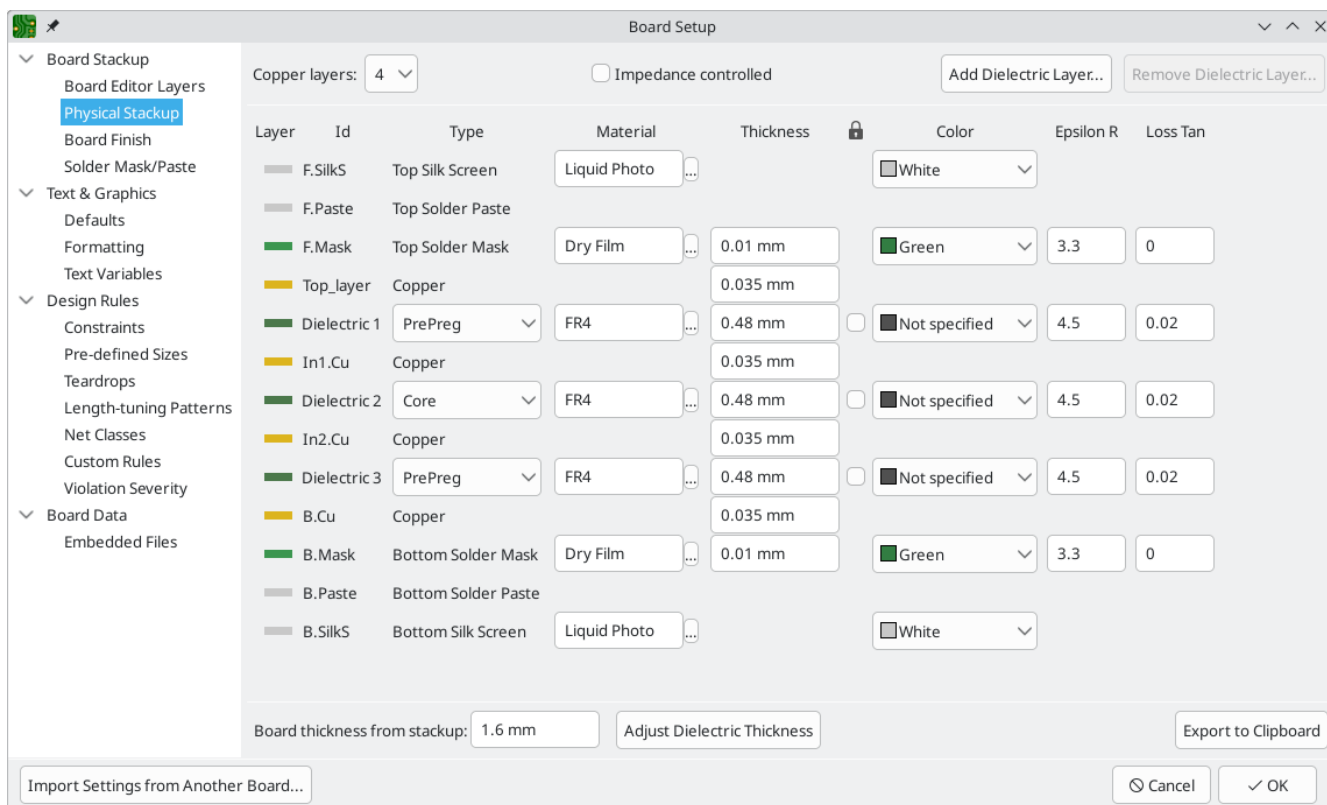 Board Setup
Board Stackup
Board Editor Layers
Physical Stackup
Board Finish
Solder Mask/Paste
Text & Graphics
Defaults
Formatting
Text Variables
Design Rules
Constraints
Pre-defined Sizes
Teardrops
Length-tuning Patterns
Net Classes
Custom Rules
Violation Severity
Board Data
Embedded Files
Copper layers: 4 Impedance controlled Add Dielectric Layer... Remove Dielectric Layer...
Layer Id Type Material Thickness Color Epsilon R Loss Tan
F.SilkS Top Silk Screen Liquid Photo ... White
F.Paste Top Solder Paste
F.Mask Top Solder Mask Dry Film ... 0.01 mm Green 3.3 0
Top_layer Copper 0.035 mm
Dielectric 1 PrePreg FR4 ... 0.48 mm Not specified 4.5 0.02
In1.Cu Copper 0.035 mm
Dielectric 2 Core FR4 ... 0.48 mm Not specified 4.5 0.02
In2.Cu Copper 0.035 mm
Dielectric 3 PrePreg FR4 ... 0.48 mm Not specified 4.5 0.02
B.Cu Copper 0.035 mm
B.Mask Bottom Solder Mask Dry Film ... 0.01 mm Green 3.3 0
B.Paste Bottom Solder Paste
B.SilkS Bottom Silk Screen Liquid Photo ... White
Board thickness from stackup: 1.6 mm Adjust Dielectric Thickness Export to Clipboard
Import Settings from Another Board... Cancel OK